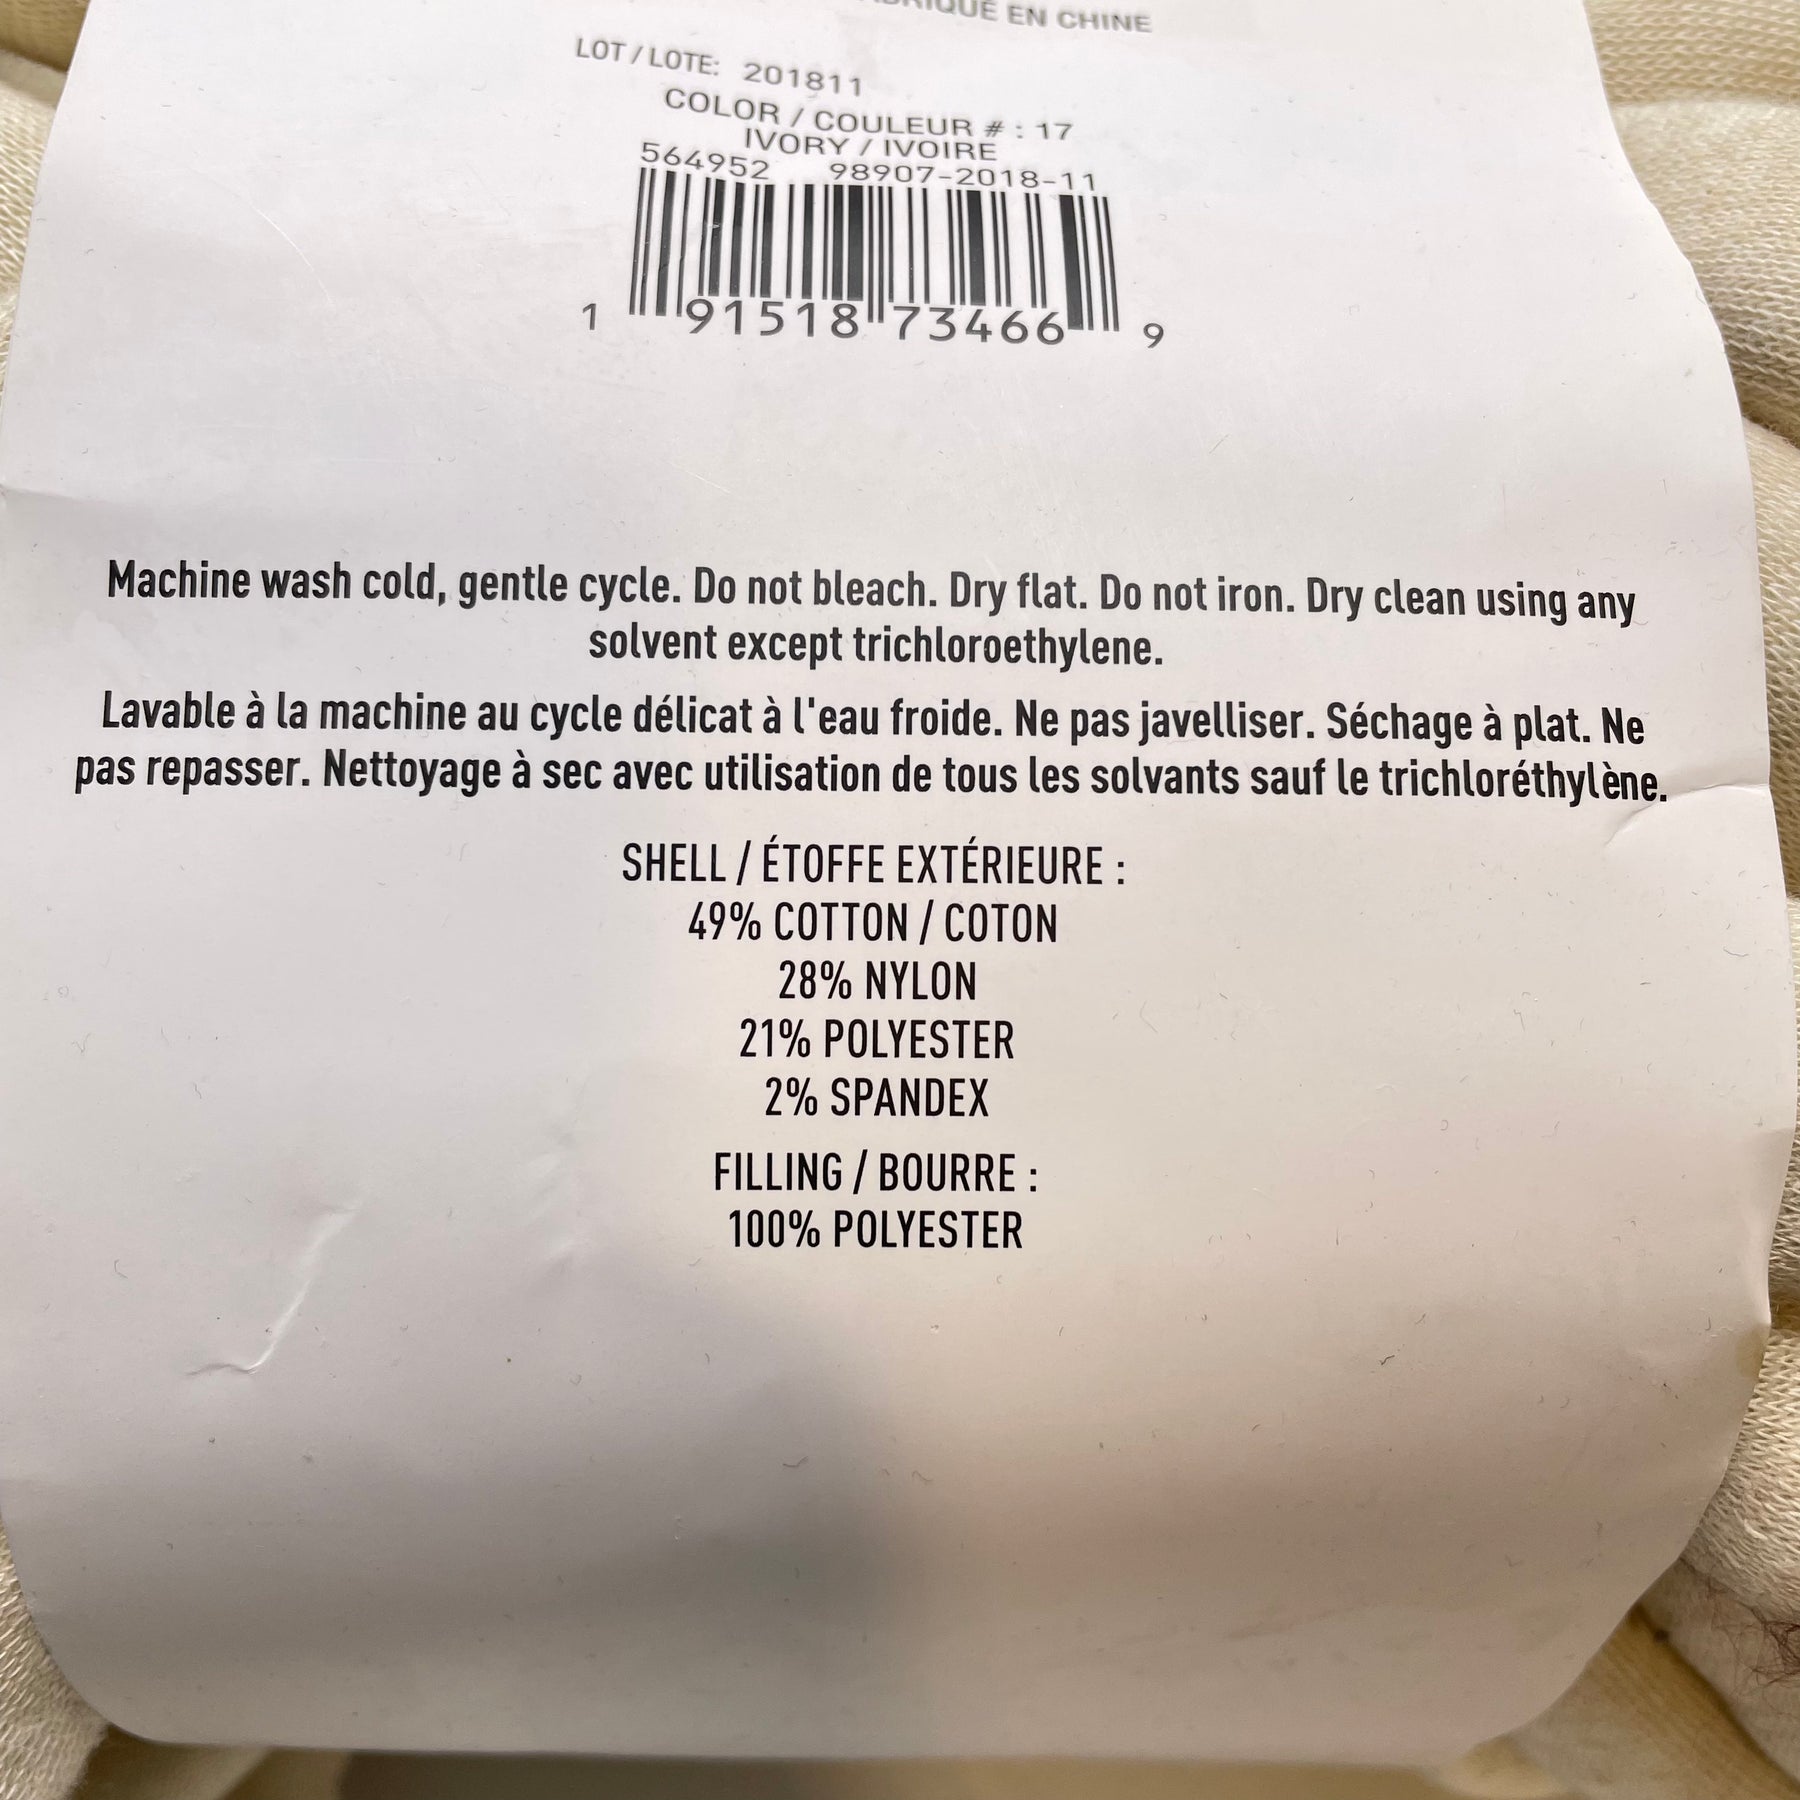 EN CHINE
LOT / LOTE: 201811
COLOR / COULEUR # : 17
IVORY / IVOIRE
564952 98907-2018-11
1 91518 73466 9
Machine wash cold, gentle cycle. Do not bleach. Dry flat. Do not iron. Dry clean using any
solvent except trichloroethylene.
Lavable à la machine au cycle délicat à l'eau froide. Ne pas javelliser. Séchage à plat. Ne
pas repasser. Nettoyage à sec avec utilisation de tous les solvants sauf le trichloréthylène.
SHELL / ÉTOFFE EXTÉRIEURE :
49% COTTON / COTON
28% NYLON
21% POLYESTER
2% SPANDEX
FILLING / BOURRE :
100% POLYESTER